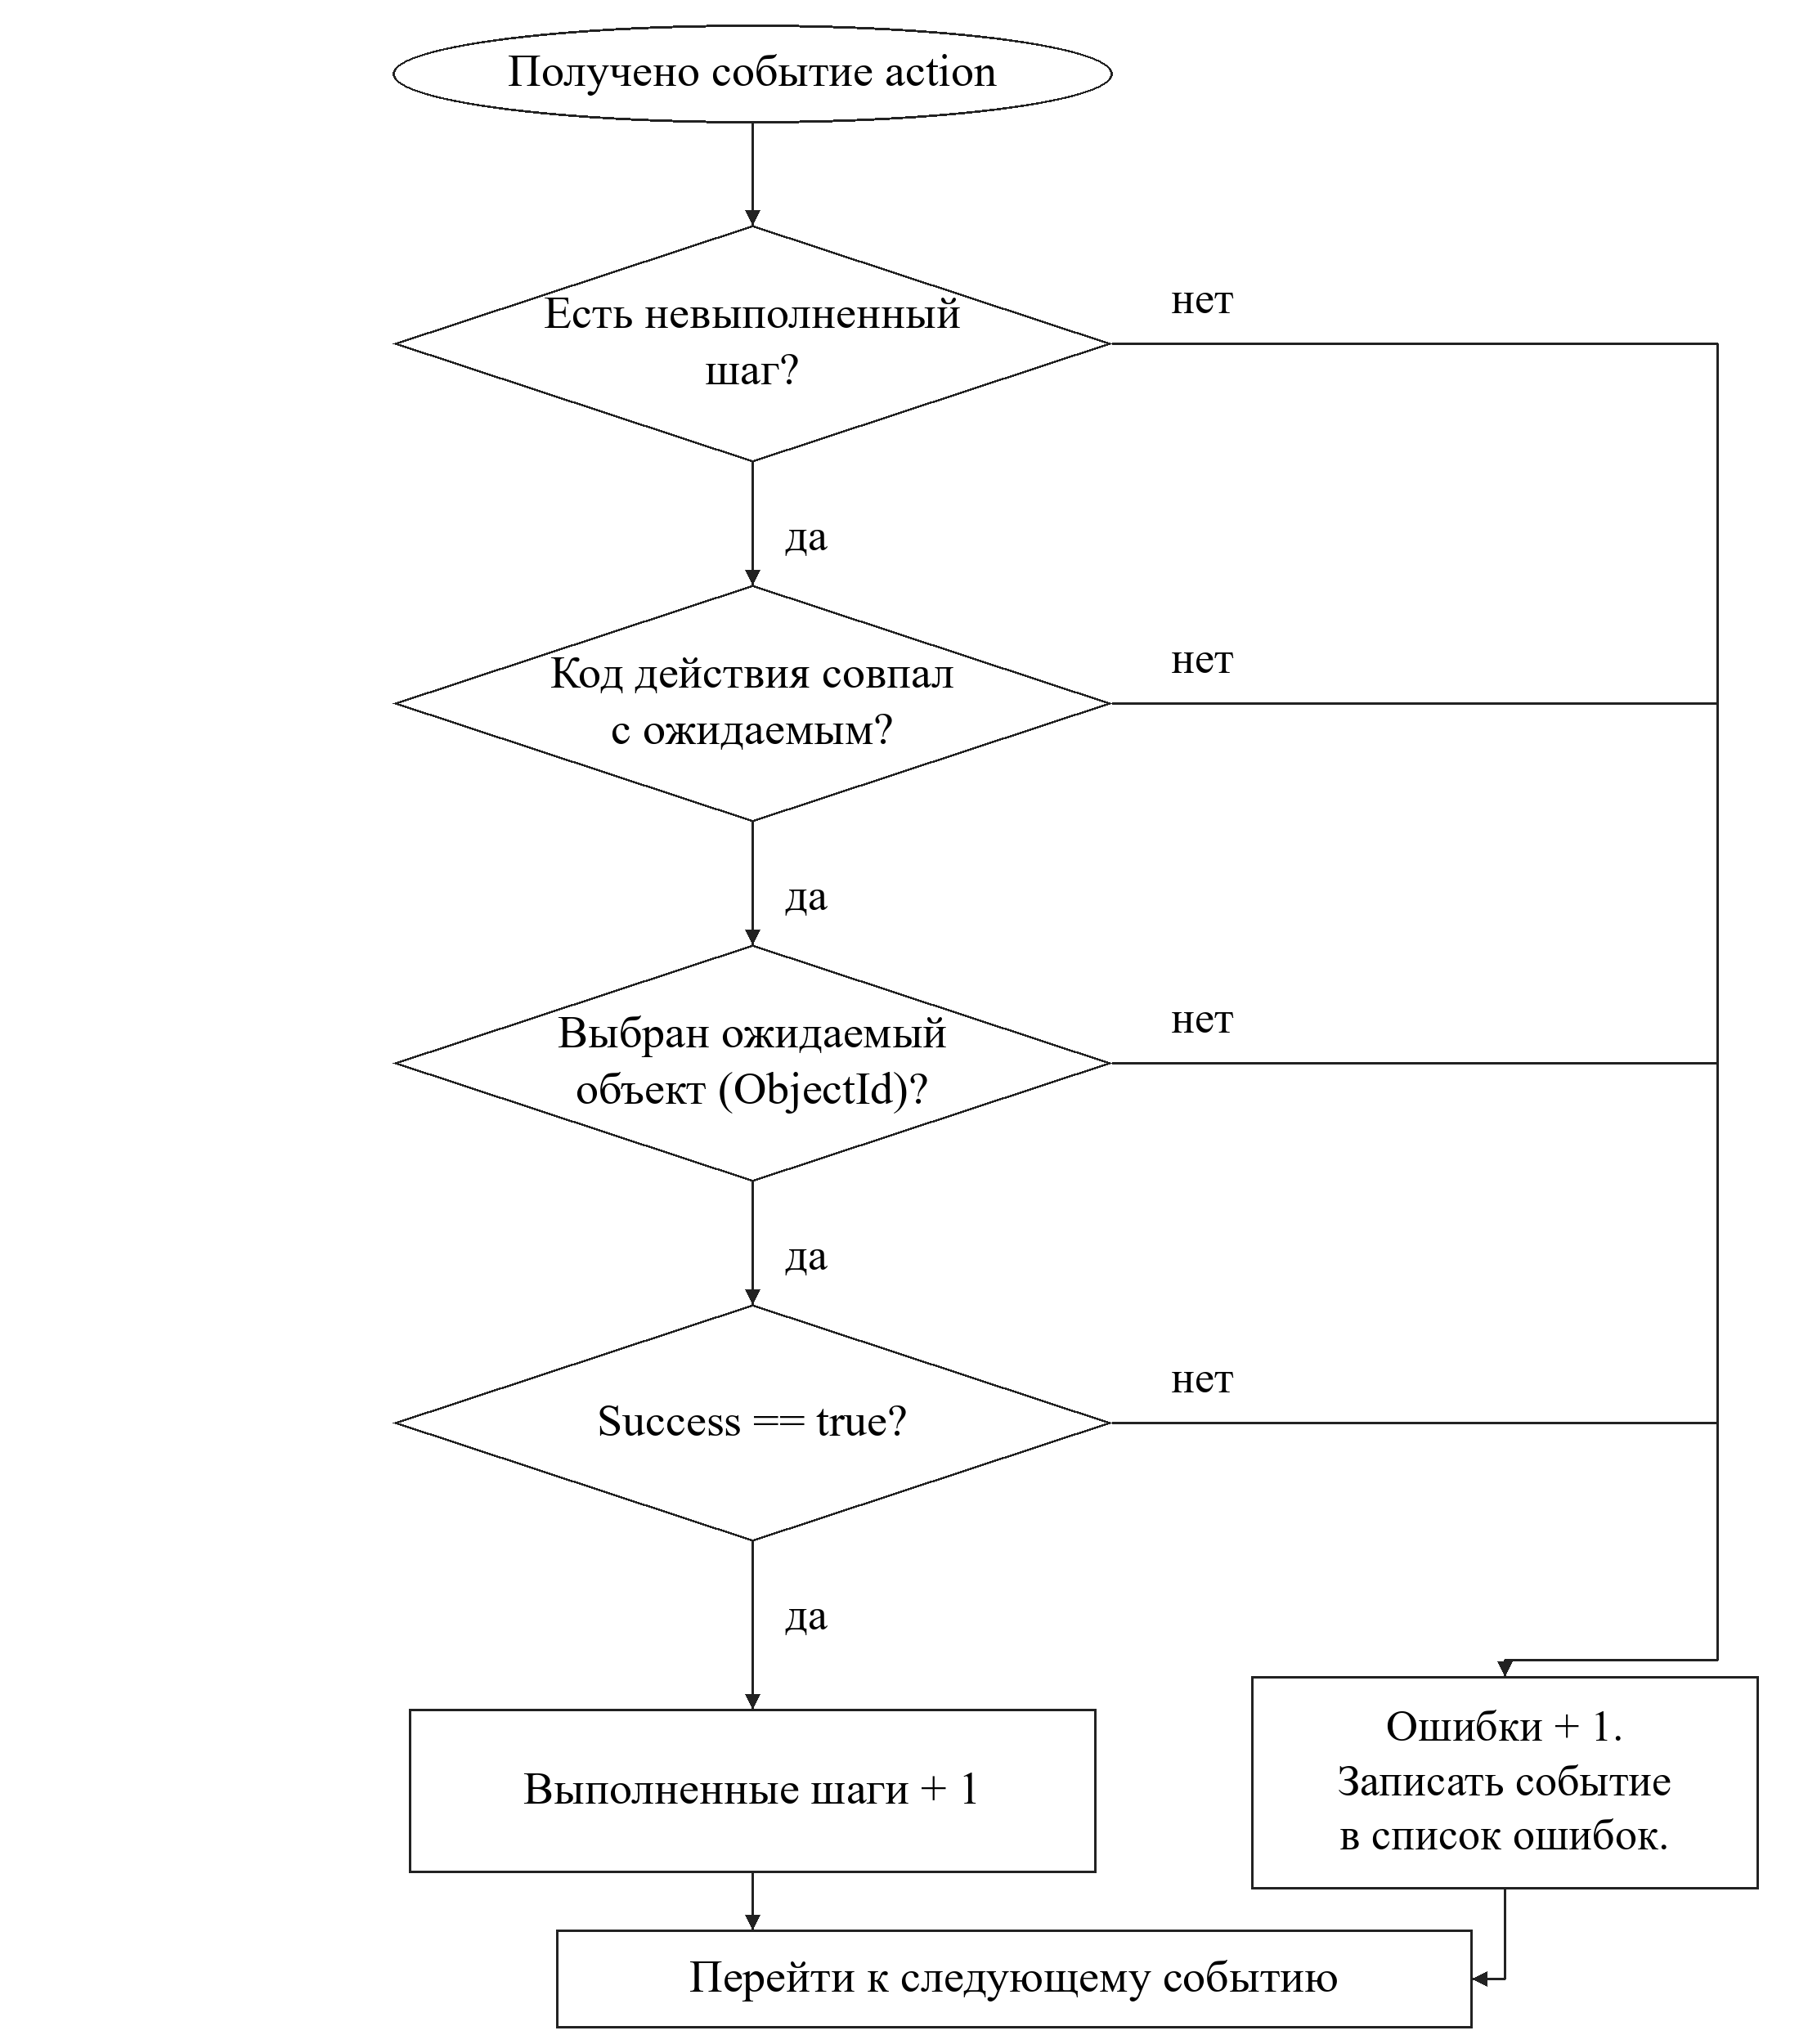 Получено событие action
Есть невыполненный
шаг?
нет
да
Код действия совпал
с ожидаемым?
нет
да
Выбран ожидаемый
объект (ObjectId)?
нет
да
Success == true?
нет
да
Выполненные шаги + 1
Ошибки + 1.
Записать событие
в список ошибок.
Перейти к следующему событию